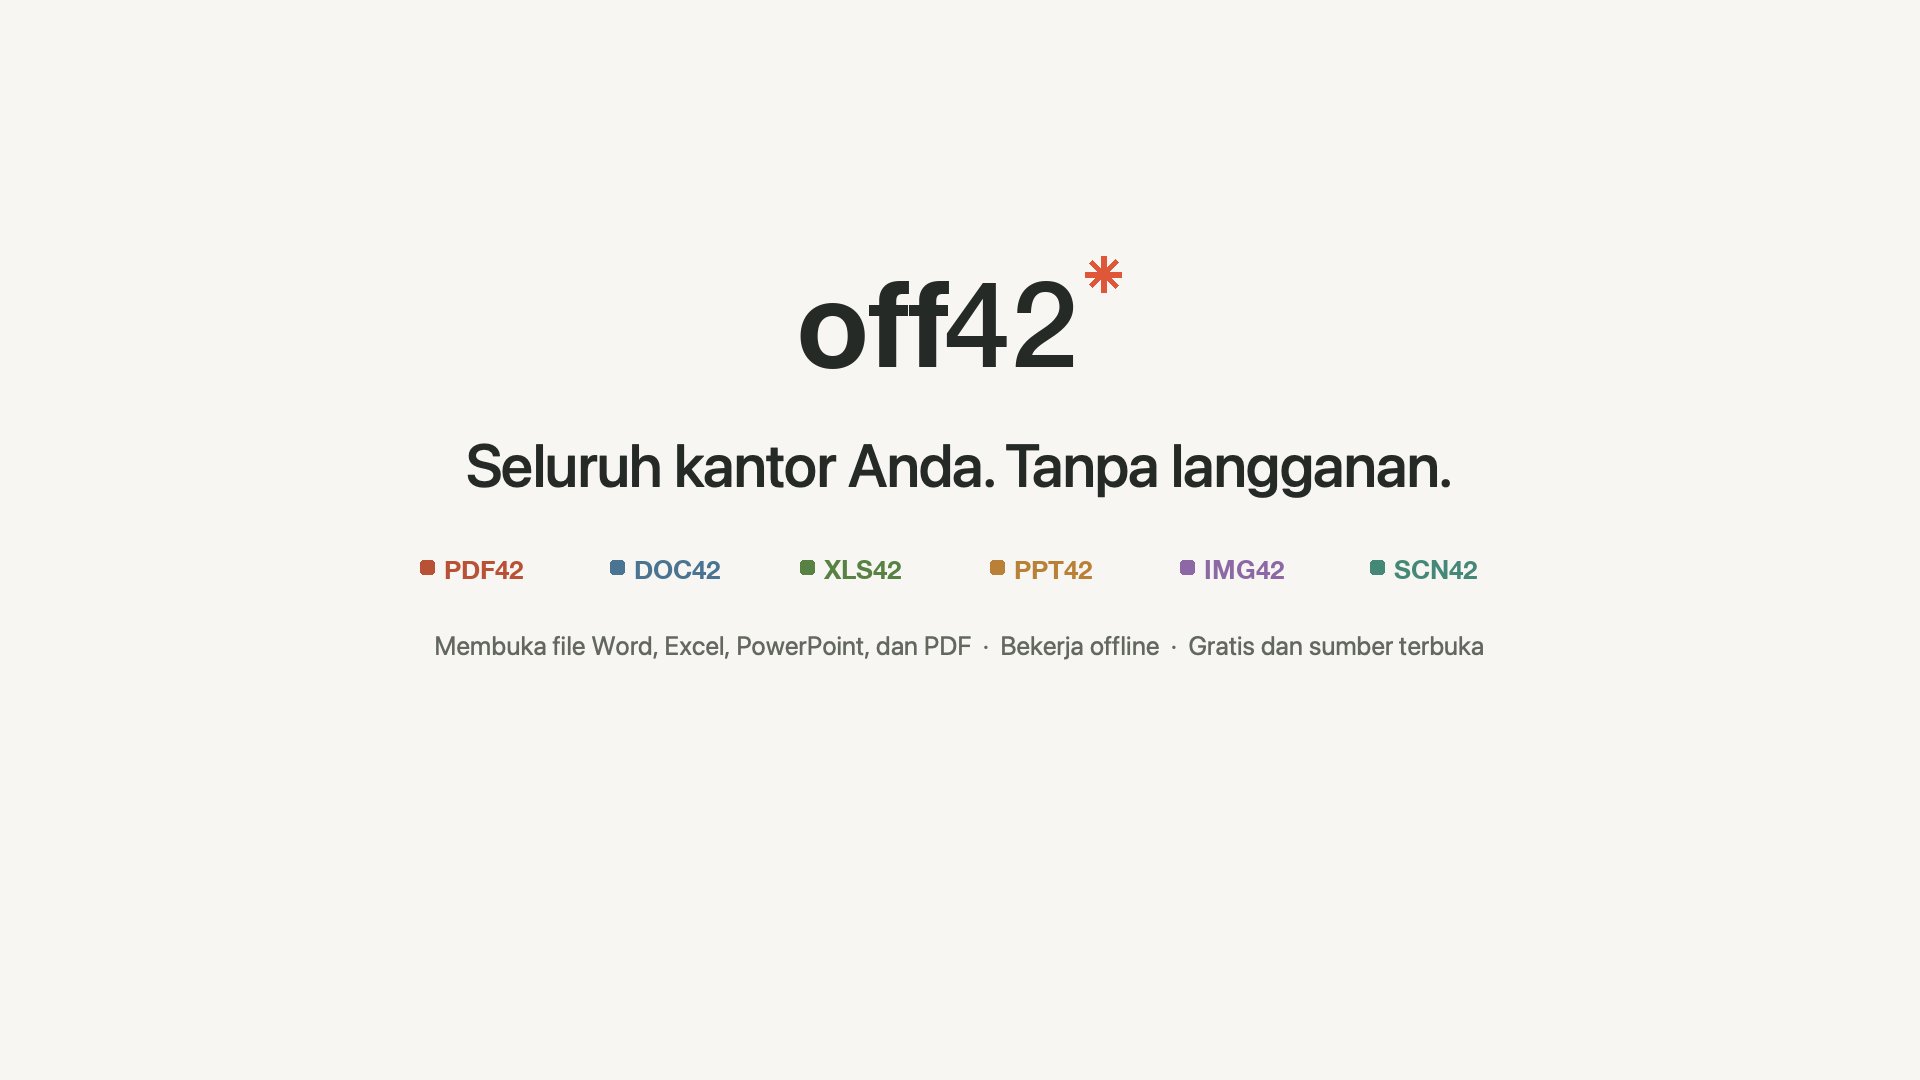 off42*
Seluruh kantor Anda. Tanpa langganan.
PDF42 DOC42 XLS42 PPT42 IMG42 SCN42
Membuka file Word, Excel, PowerPoint, dan PDF · Bekerja offline · Gratis dan sumber terbuka